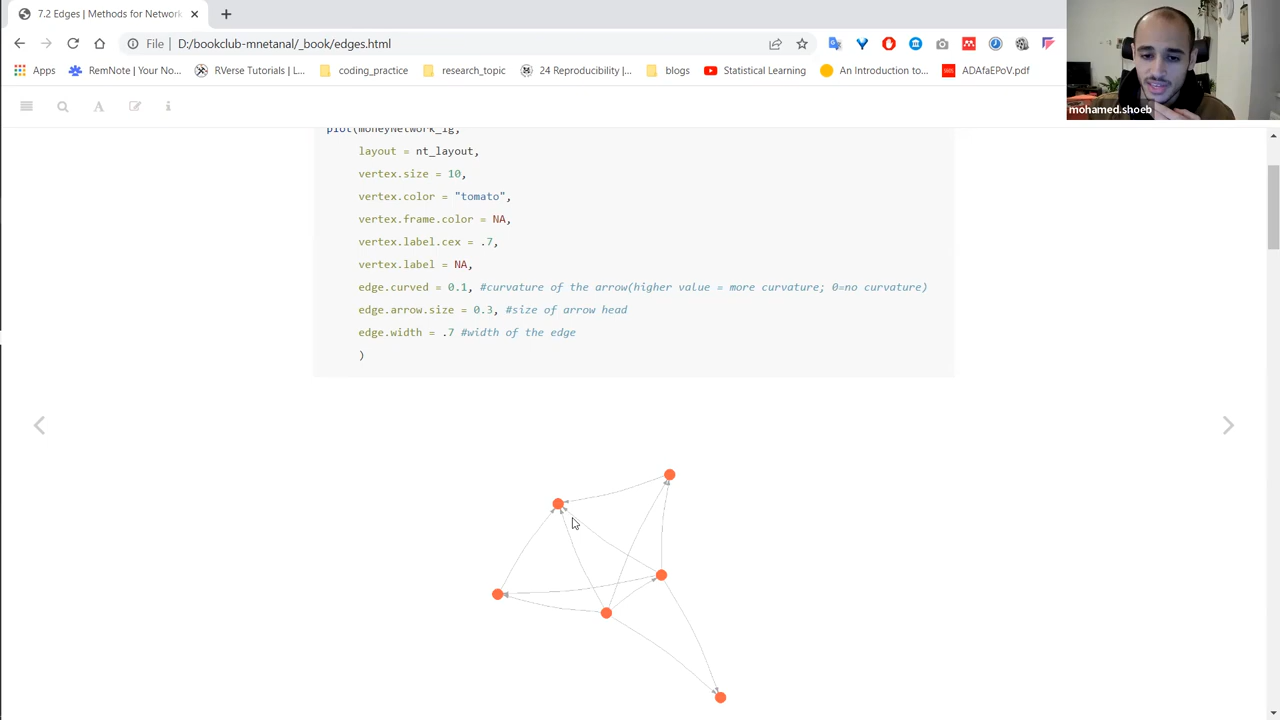 7.2 Edges | Methods for Network
File D:/bookclub-mngtanal/_book/edges.html
Apps RemNote | Your No... RVerse Tutorials | L... coding_practice research_topic 24 Reproducibility |... blogs Statistical Learning An Introduction to... ADAfaEPoV.pdf
mohamed.shoeb
plot(moneyNetwork_ig,
layout = nt_layout,
vertex.size = 10,
vertex.color = "tomato",
vertex.frame.color = NA,
vertex.label.cex = .7,
vertex.label = NA,
edge.curved = 0.1, #curvature of the arrow(higher value = more curvature; 0=no curvature)
edge.arrow.size = 0.3, #size of arrow head
edge.width = .7 #width of the edge
)